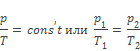 p/T = cons't или p₁/T₁ = p₂/T₂